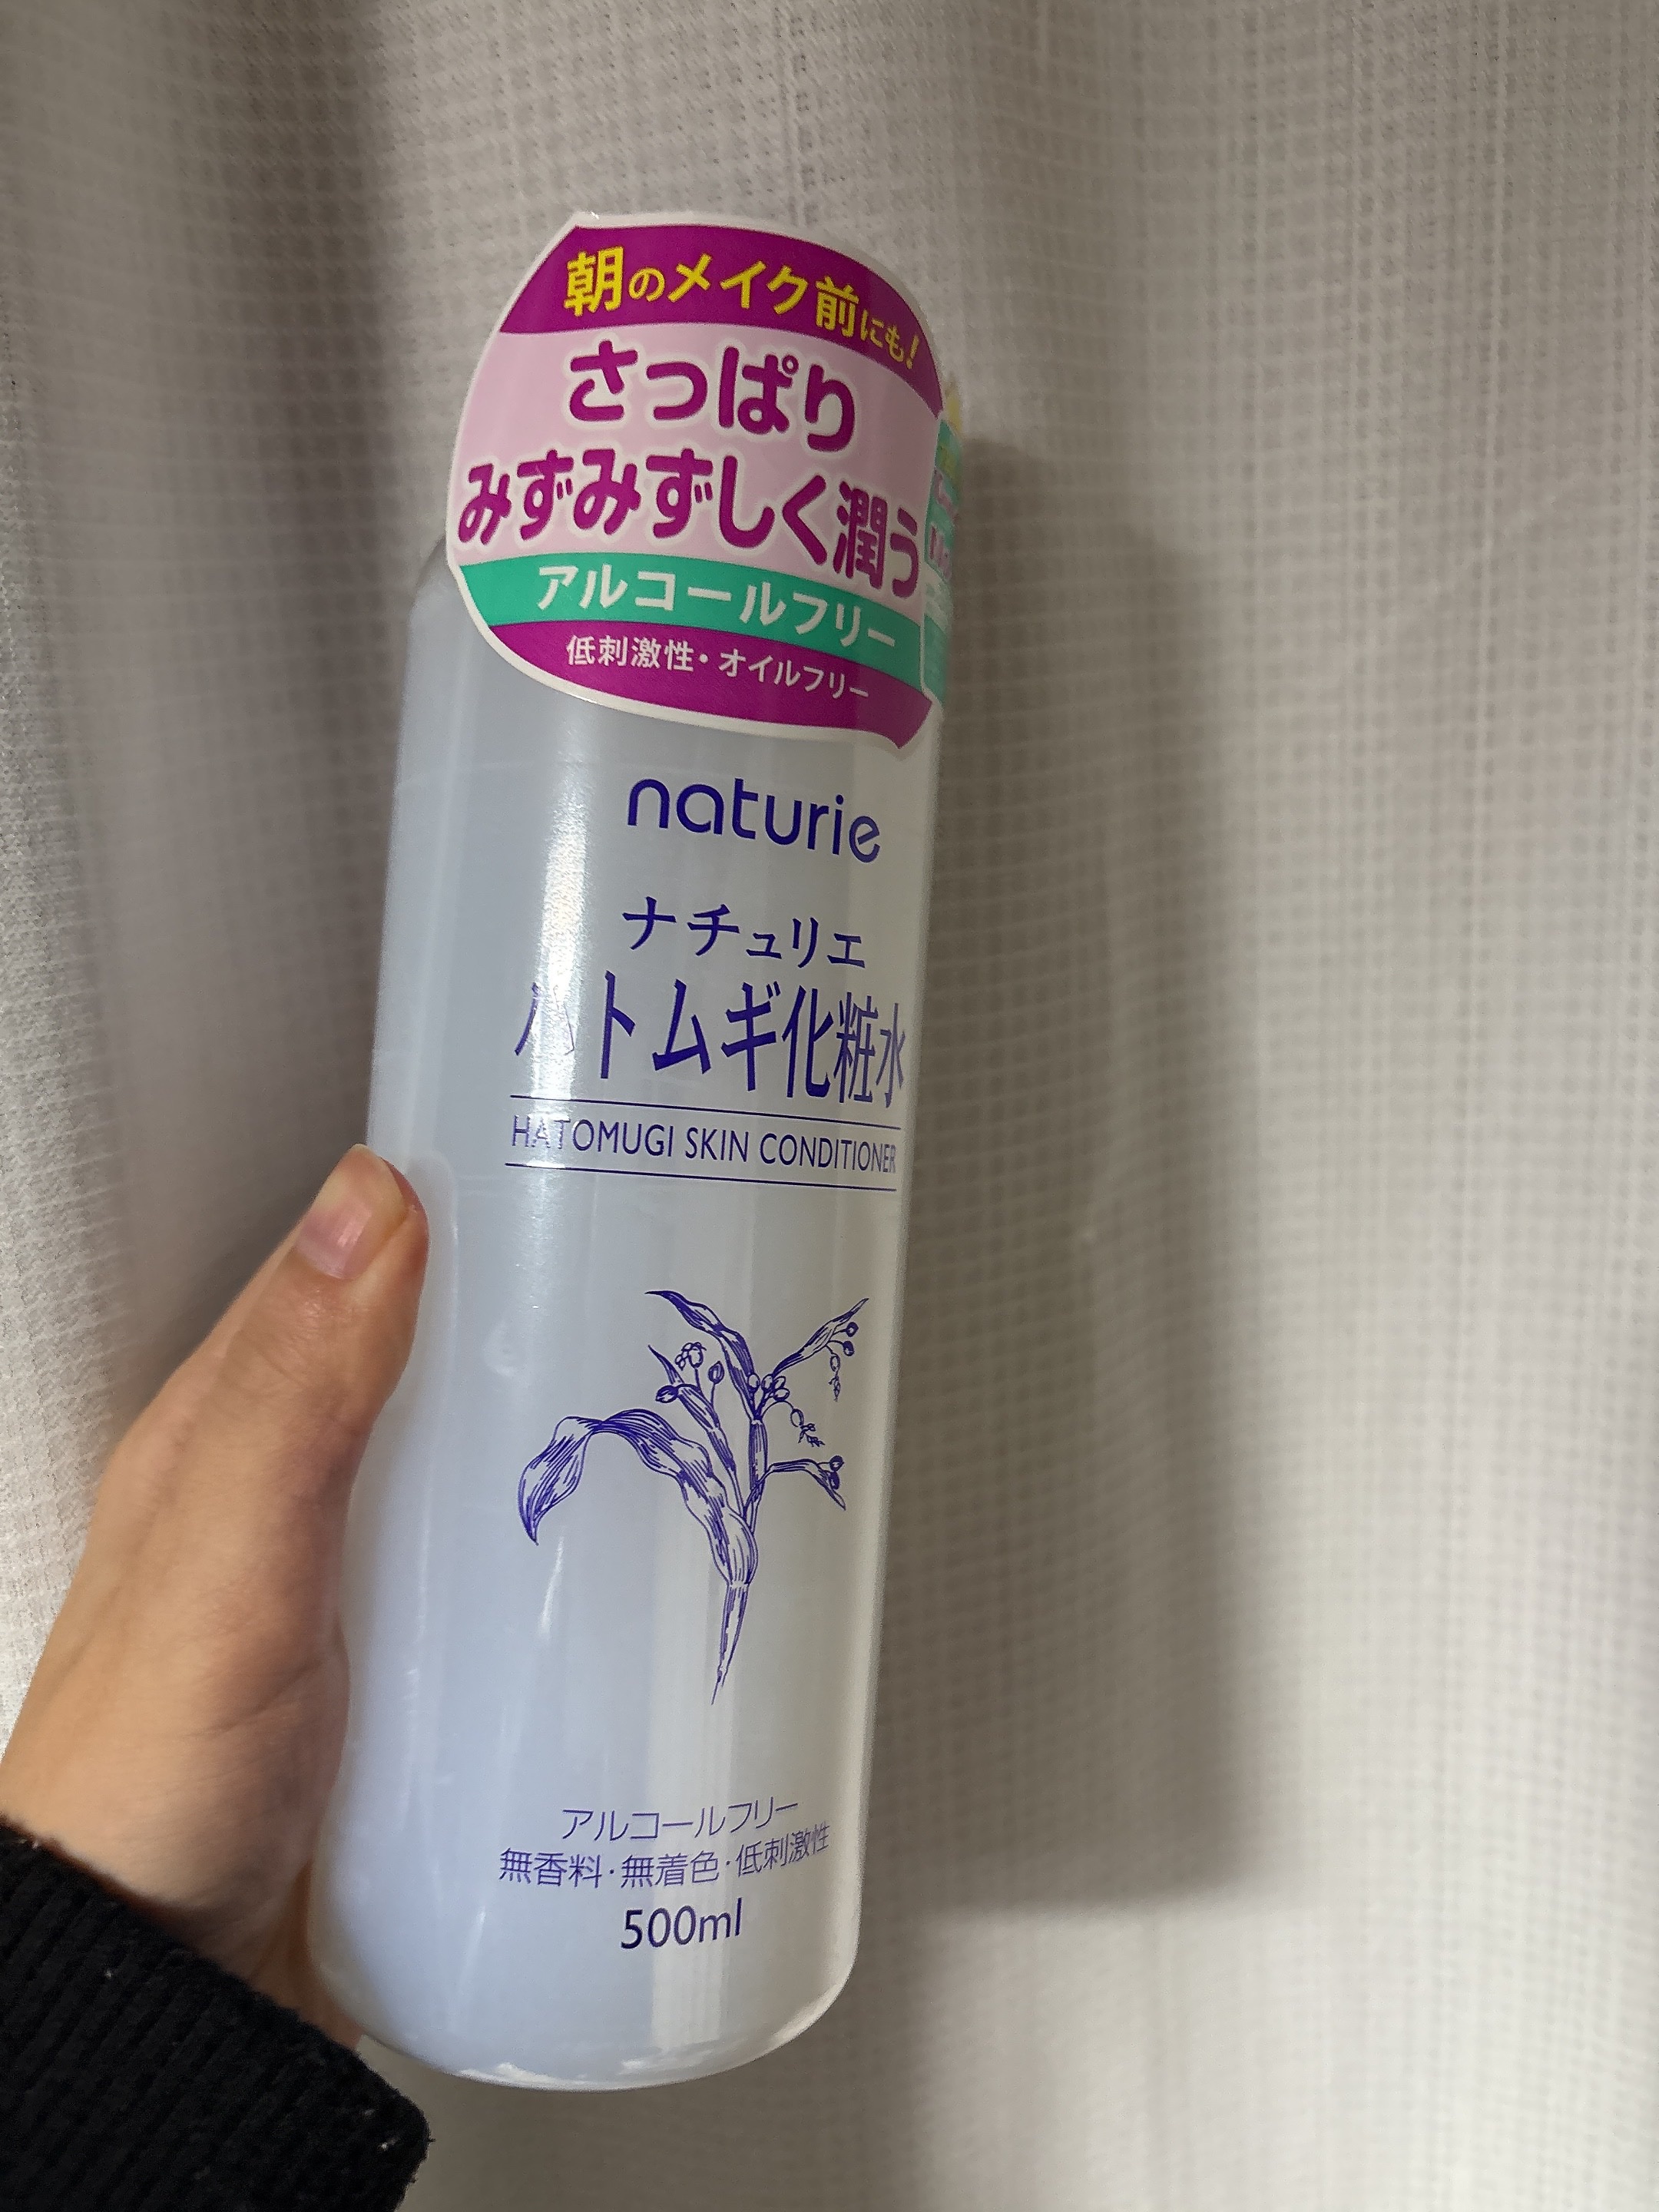 朝のメイク前にも!
さっぱり
みずみずしく潤う
アルコールフリー
低刺激性・オイルフリー
naturie
ナチュリエ
ハトムギ化粧水
HATOMUGI SKIN CONDITIONER
アルコールフリー
無香料・無着色・低刺激性
500ml